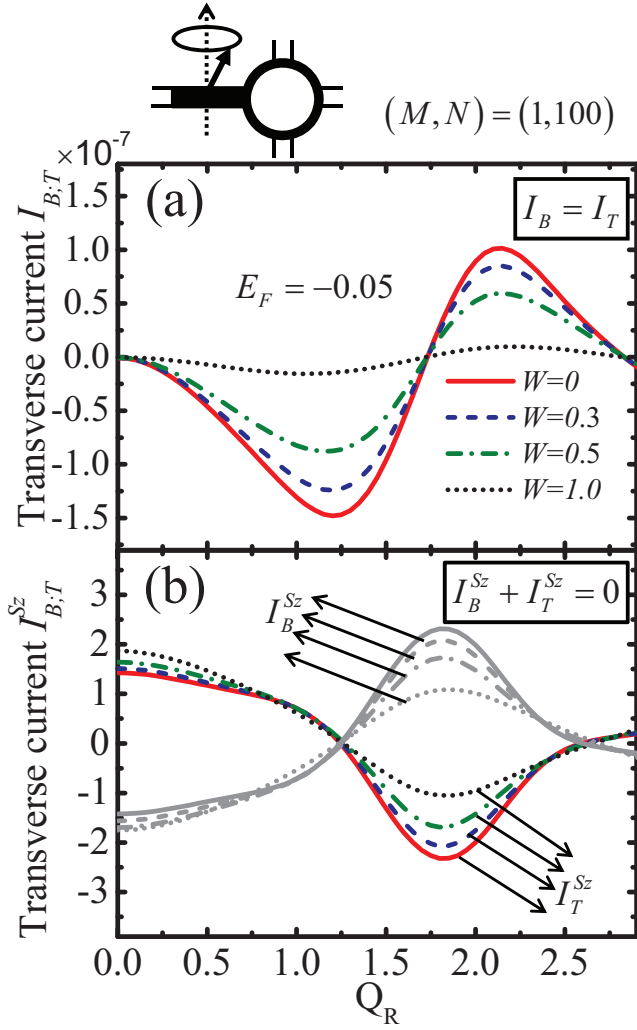 (M,N)=(1,100)
×10⁻⁷
(a)
I_B = I_T
E_F = −0.05
W=0
W=0.3
W=0.5
W=1.0
1.5
1.0
0.5
0.0
-0.5
-1.0
-1.5
Transverse current I_{B;T}
(b)
I_B^{Sz} + I_T^{Sz} = 0
I_B^{Sz}
I_T^{Sz}
3
2
1
0
-1
-2
-3
Transverse current I_{B;T}^{Sz}
0.0 0.5 1.0 1.5 2.0 2.5
Q_R